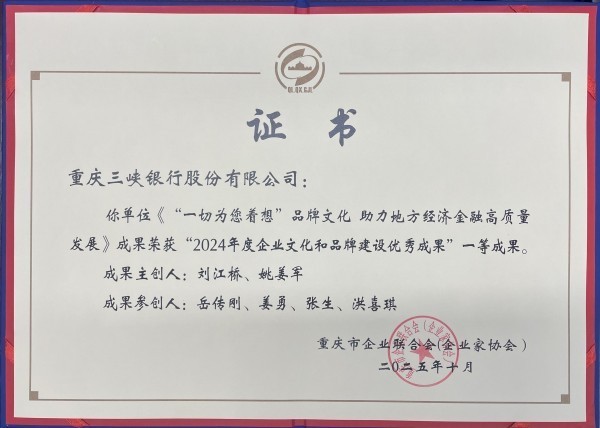 证 书
重庆三峡银行股份有限公司：
你单位《“一切为您着想”品牌文化 助力地方经济金融高质量
发展》成果荣获“2024年度企业文化和品牌建设优秀成果”一等成果。
成果主创人：刘江桥、姚姜军
成果参创人：岳传刚、姜勇、张生、洪喜琪
重庆市企业联合会(企业家协会)
二〇二五年十月